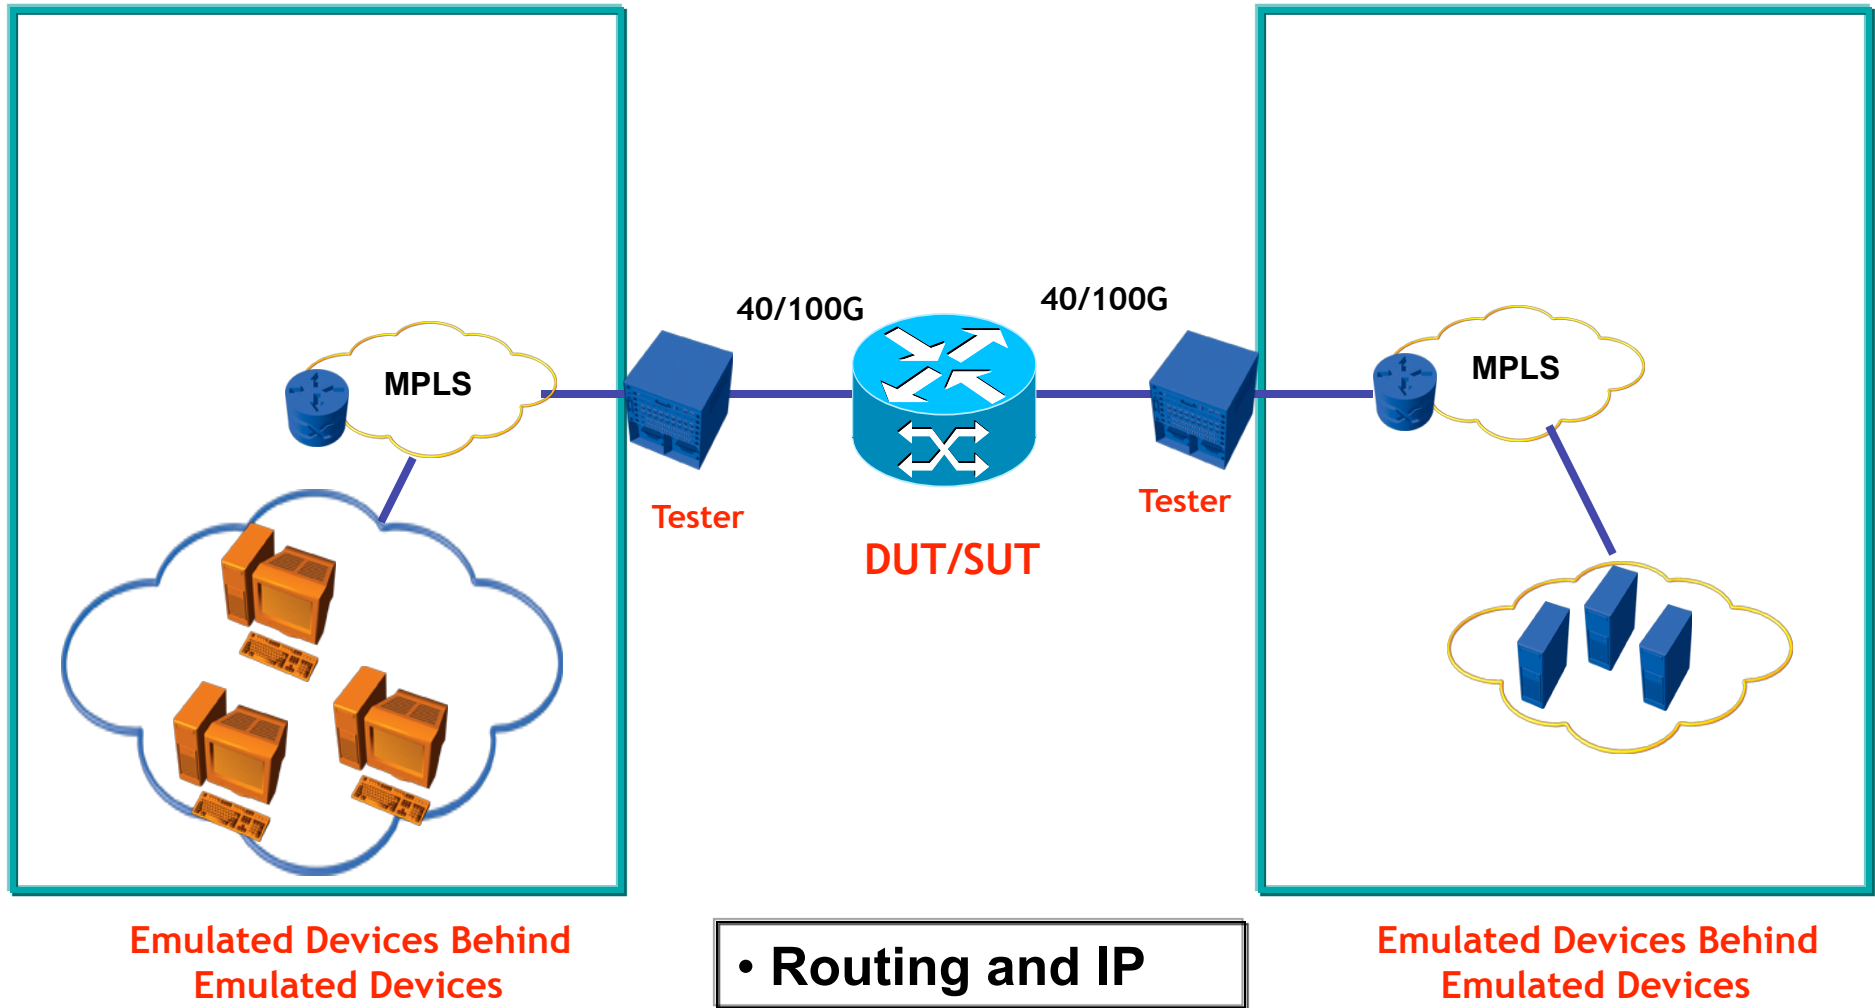 40/100G
40/100G
MPLS
MPLS
Tester
Tester
DUT/SUT
Emulated Devices Behind
Emulated Devices
• Routing and IP
Emulated Devices Behind
Emulated Devices